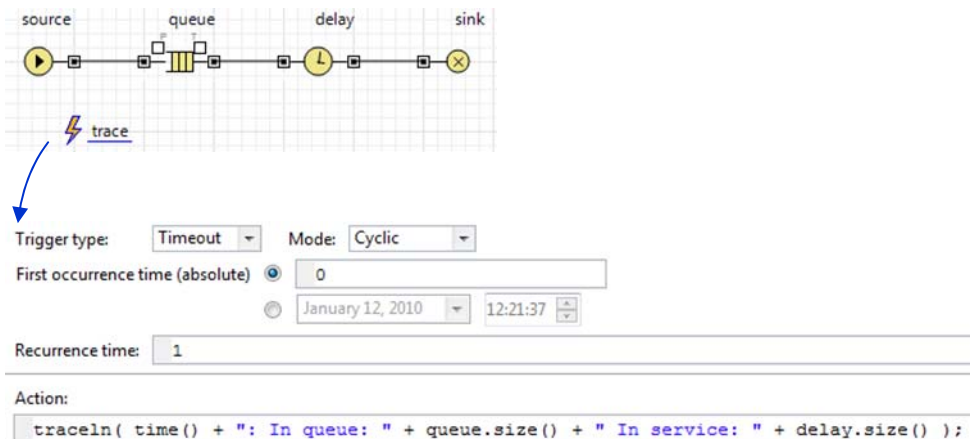 source queue delay sink
P T
trace
Trigger type: Timeout Mode: Cyclic
First occurrence time (absolute) 0
January 12, 2010 12:21:37
Recurrence time: 1
Action:
traceln( time() + ": In queue: " + queue.size() + " In service: " + delay.size() );